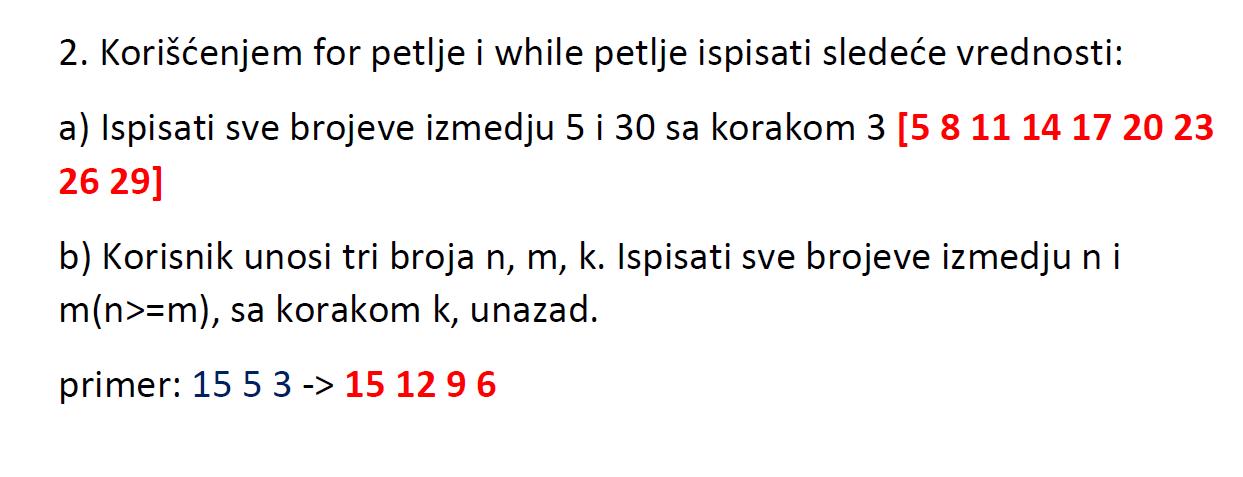 2. Korišćenjem for petlje i while petlje ispisati sledeće vrednosti:
a) Ispisati sve brojeve izmedju 5 i 30 sa korakom 3 [5 8 11 14 17 20 23
26 29]
b) Korisnik unosi tri broja n, m, k. Ispisati sve brojeve izmedju n i
m(n>=m), sa korakom k, unazad.
primer: 15 5 3 -> 15 12 9 6